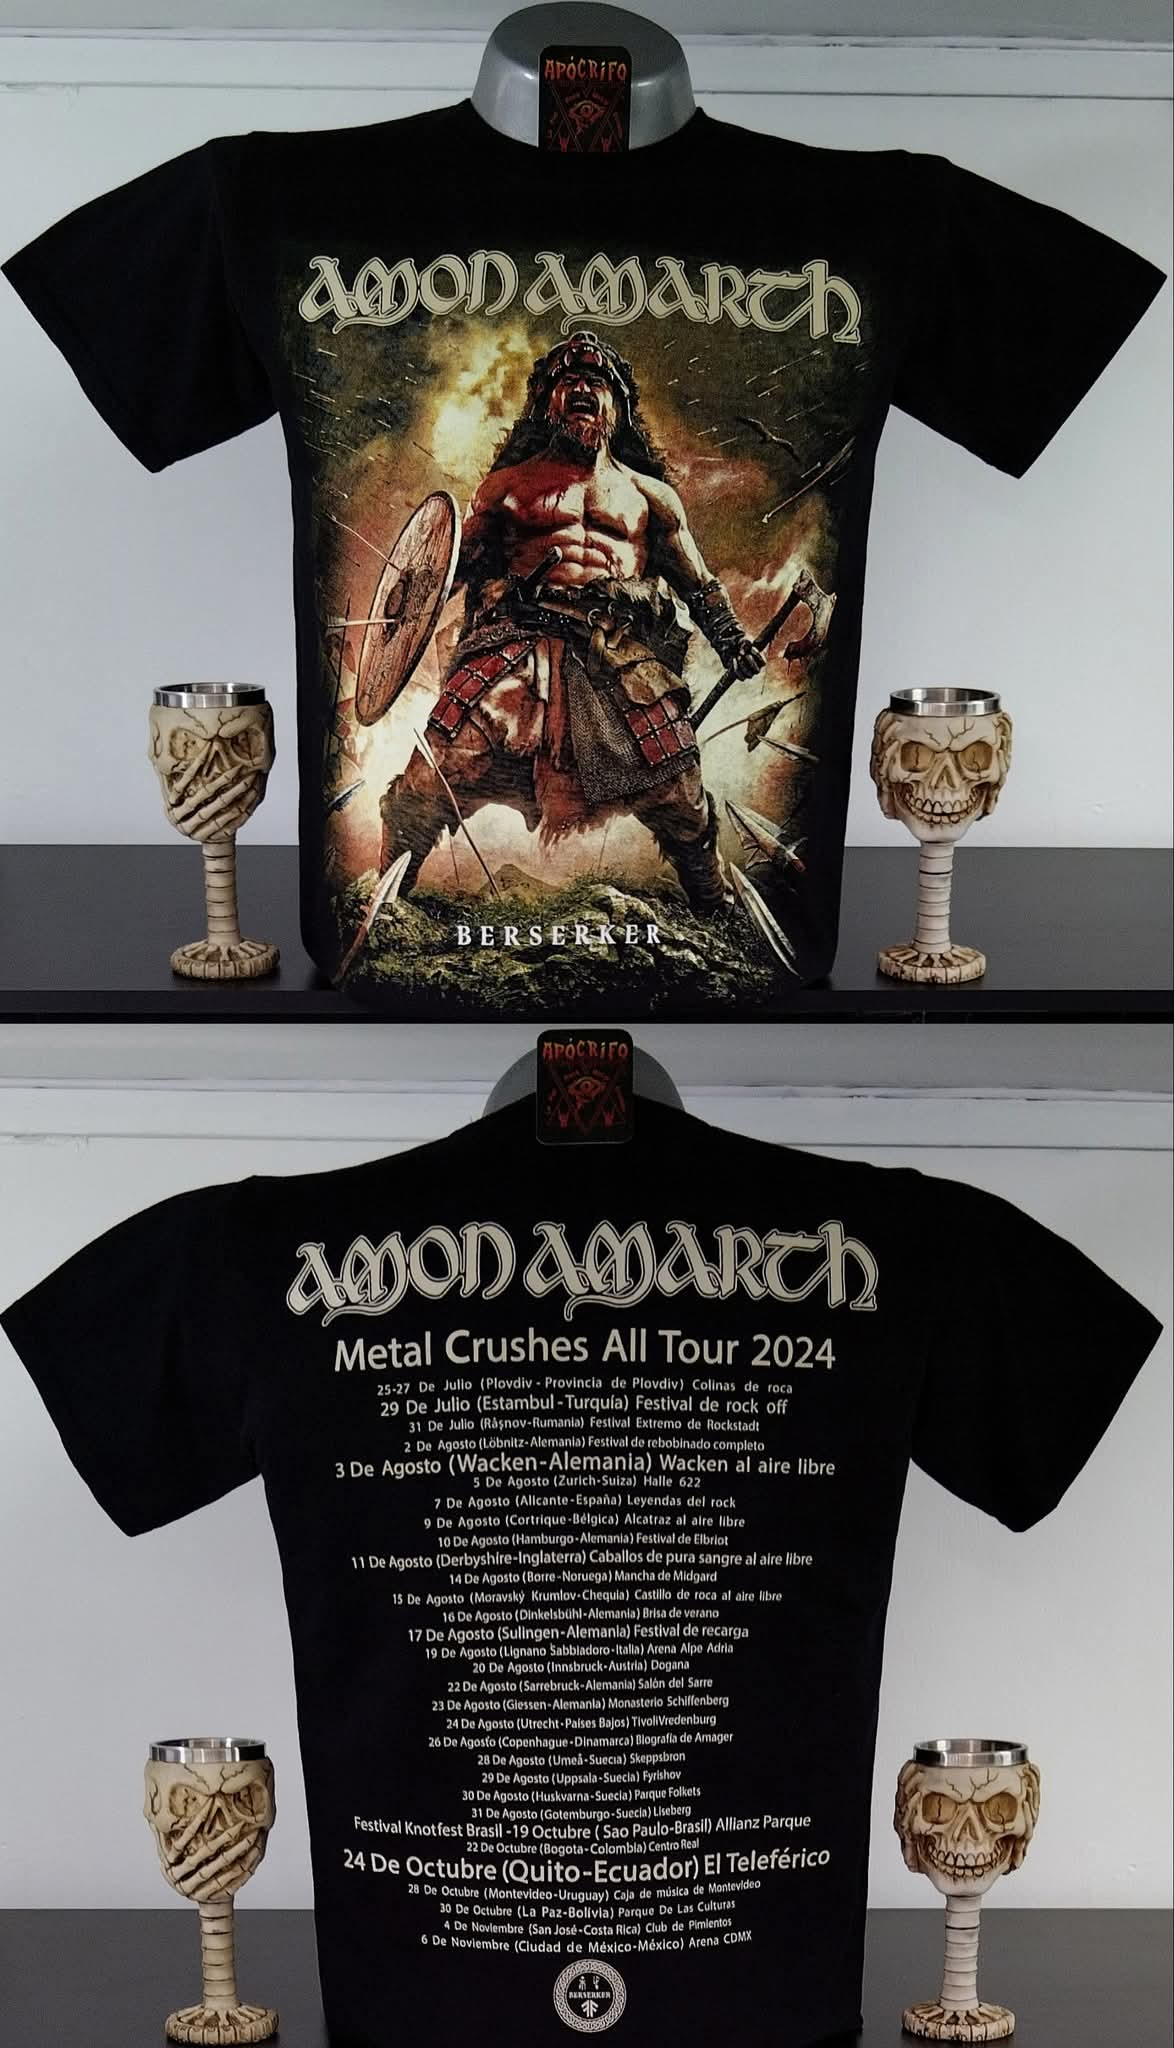 APÓCRIFO
AMON AMARTH
BERSERKER
APÓCRIFO
AMON AMARTH
Metal Crushes All Tour 2024
25-27 De Julio (Plovdiv - Provincia de Plovdiv) Colinas de roca
29 De Julio (Estambul-Turquía) Festival de rock off
31 De Julio (Râșnov-Rumania) Festival Extremo de Rockstadt
2 De Agosto (Löbnitz-Alemania) Festival de rebobinado completo
3 De Agosto (Wacken-Alemania) Wacken al aire libre
5 De Agosto (Zurich-Suiza) Halle 622
7 De Agosto (Alicante-España) Leyendas del rock
9 De Agosto (Cortrique-Bélgica) Alcatraz al aire libre
10 De Agosto (Hamburgo-Alemania) Festival de Elbriot
11 De Agosto (Derbyshire-Inglaterra) Caballos de pura sangre al aire libre
14 De Agosto (Borre-Noruega) Mancha de Midgard
15 De Agosto (Moravský Krumlov-Chequia) Castillo de roca al aire libre
16 De Agosto (Dinkelsbühl-Alemania) Brisa de verano
17 De Agosto (Sulingen-Alemania) Festival de recarga
19 De Agosto (Lignano Sabbiadoro-Italia) Arena Alpe Adria
20 De Agosto (Innsbruck-Austria) Dogana
22 De Agosto (Sarrebruck-Alemania) Salón del Sarre
23 De Agosto (Giessen-Alemania) Monasterio Schiffenberg
24 De Agosto (Utrecht-Países Bajos) TivoliVredenburg
26 De Agosto (Copenhague-Dinamarca) Biografía de Amager
28 De Agosto (Umeå-Suecia) Skeppsbron
29 De Agosto (Uppsala-Suecia) Fyrishov
30 De Agosto (Huskvarna-Suecia) Parque Folkets
31 De Agosto (Gotemburgo-Suecia) Liseberg
Festival Knotfest Brasil -19 Octubre ( Sao Paulo-Brasil) Allianz Parque
22 De Octubre (Bogota-Colombia) Centro Real
24 De Octubre (Quito-Ecuador) El Teleférico
28 De Octubre (Montevideo-Uruguay) Caja de música de Montevideo
30 De Octubre (La Paz-Bolivia) Parque De Las Culturas
4 De Noviembre (San José-Costa Rica) Club de Pimientos
6 De Noviembre (Ciudad de México-México) Arena CDMX
BERSERKER